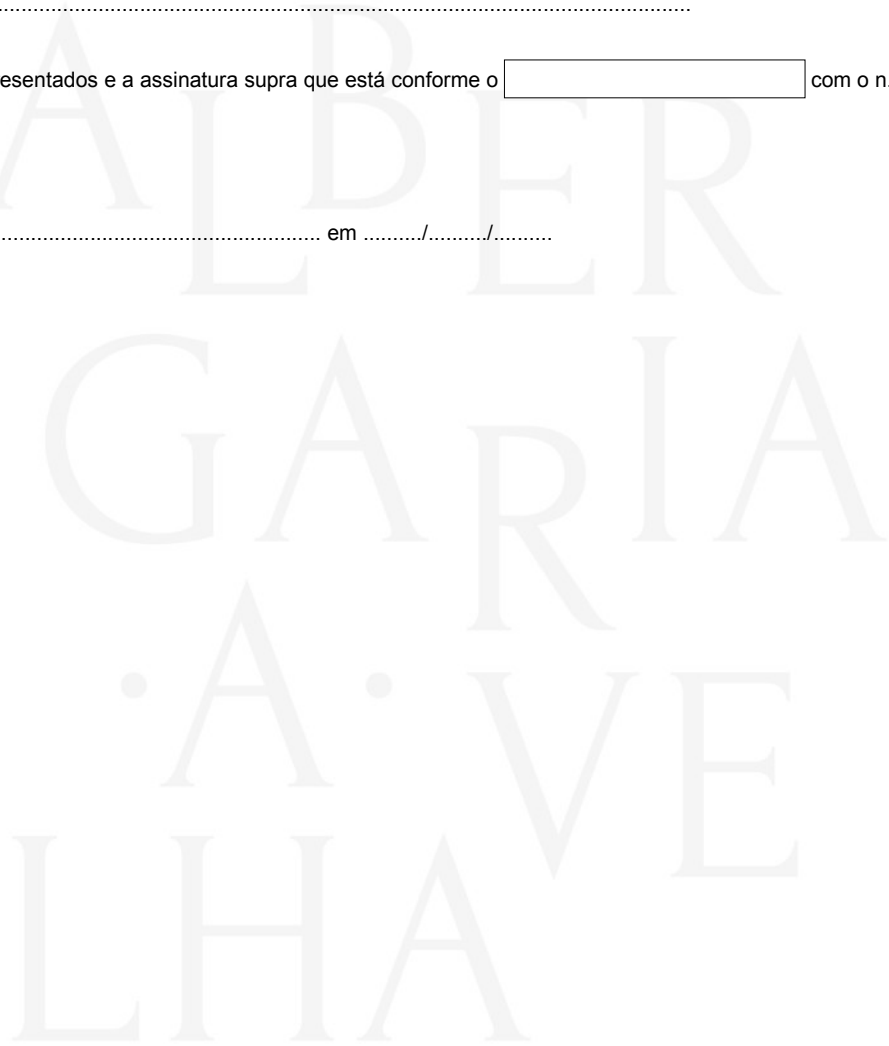 ..........................................................................................................................
esentados e a assinatura supra que está conforme o com o n.
...................................................... em ........../........../..........
ALBER
GARIA
·A·VE
LHA